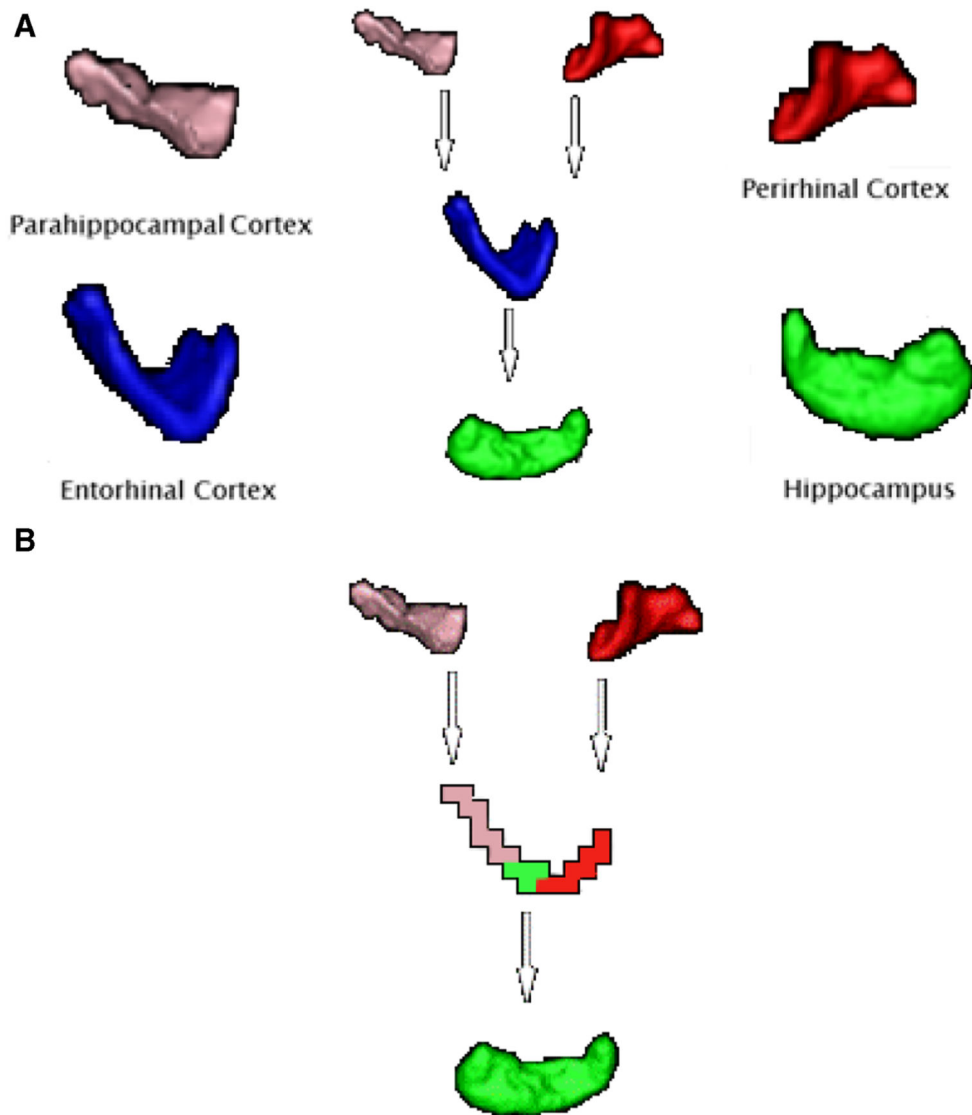 A
Parahippocampal Cortex
Perirhinal Cortex
Entorhinal Cortex
Hippocampus
B